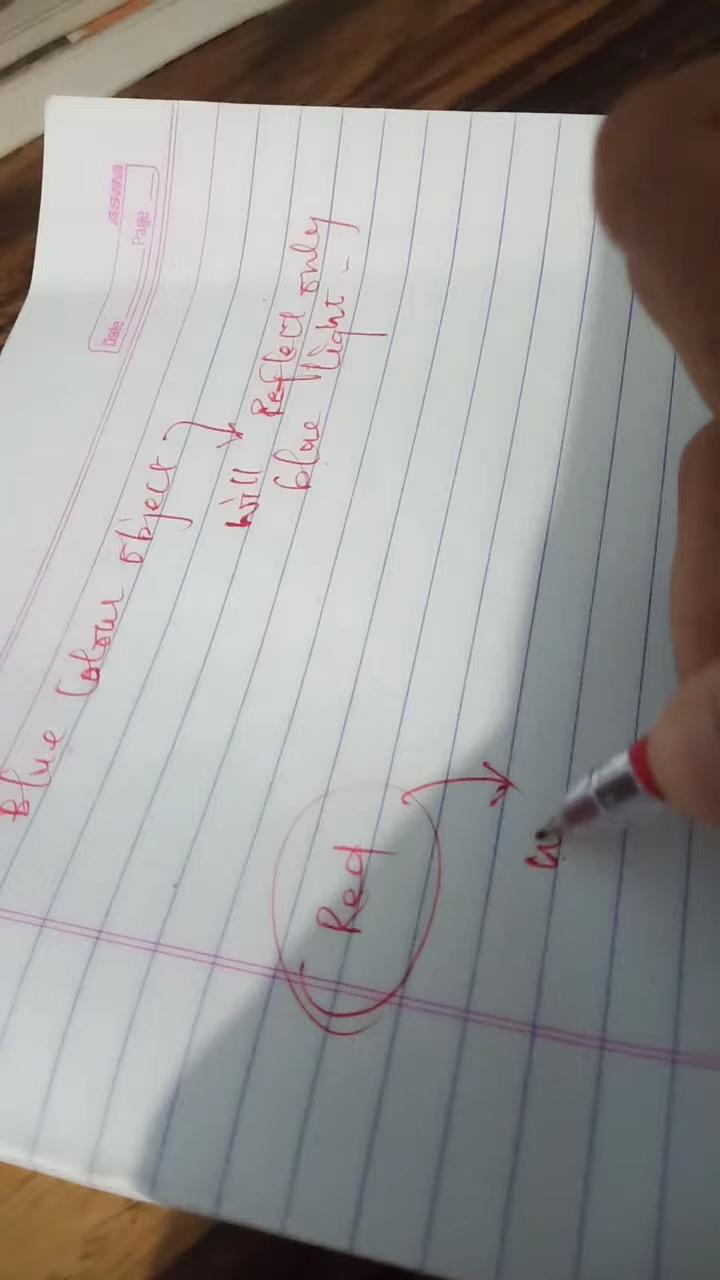 Date
Page
Blue Colour object
Will Reflect only
blue light -
Red
W